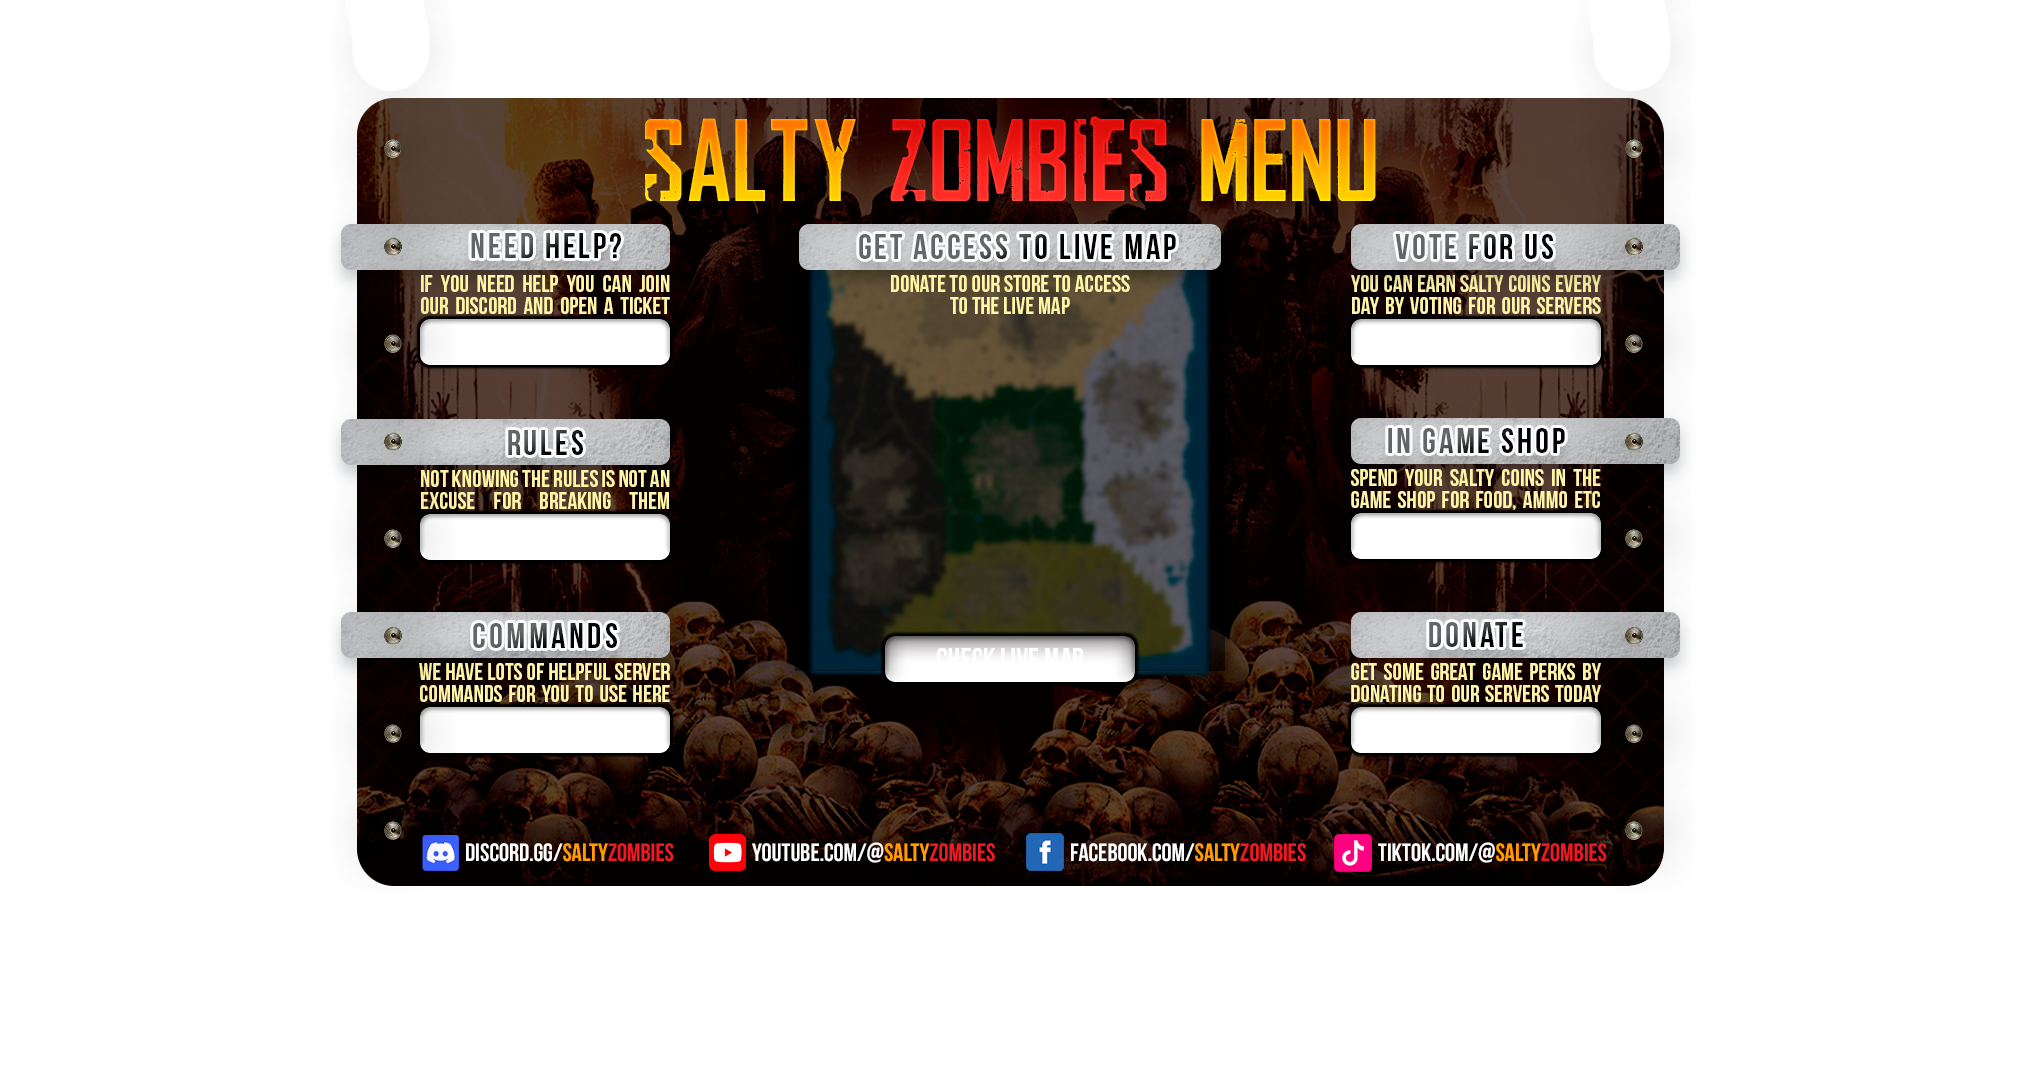 SALTY ZOMBIES MENU
NEED HELP?
IF YOU NEED HELP YOU CAN JOIN
OUR DISCORD AND OPEN A TICKET
RULES
NOT KNOWING THE RULES IS NOT AN
EXCUSE FOR BREAKING THEM
COMMANDS
WE HAVE LOTS OF HELPFUL SERVER
COMMANDS FOR YOU TO USE HERE
GET ACCESS TO LIVE MAP
DONATE TO OUR STORE TO ACCESS
TO THE LIVE MAP
CHECK LIVE MAP
VOTE FOR US
YOU CAN EARN SALTY COINS EVERY
DAY BY VOTING FOR OUR SERVERS
IN GAME SHOP
SPEND YOUR SALTY COINS IN THE
GAME SHOP FOR FOOD, AMMO ETC
DONATE
GET SOME GREAT GAME PERKS BY
DONATING TO OUR SERVERS TODAY
DISCORD.GG/SALTYZOMBIES
YOUTUBE.COM/@SALTYZOMBIES
FACEBOOK.COM/SALTYZOMBIES
TIKTOK.COM/@SALTYZOMBIES